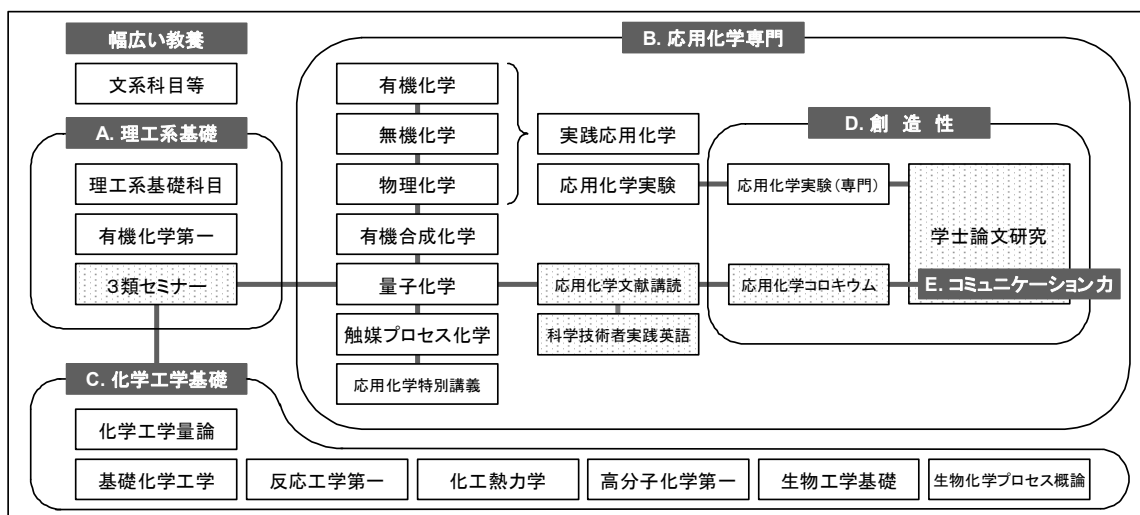 幅広い教養
文系科目等
A. 理工系基礎
理工系基礎科目
有機化学第一
３類セミナー
B. 応用化学専門
有機化学
無機化学
物理化学
有機合成化学
量子化学
触媒プロセス化学
応用化学特別講義
実践応用化学
応用化学実験
応用化学文献講読
科学技術者実践英語
D. 創 造 性
応用化学実験（専門）
応用化学コロキウム
学士論文研究
E. コミュニケーション力
C. 化学工学基礎
化学工学量論
基礎化学工学
反応工学第一
化工熱力学
高分子化学第一
生物工学基礎
生物化学プロセス概論